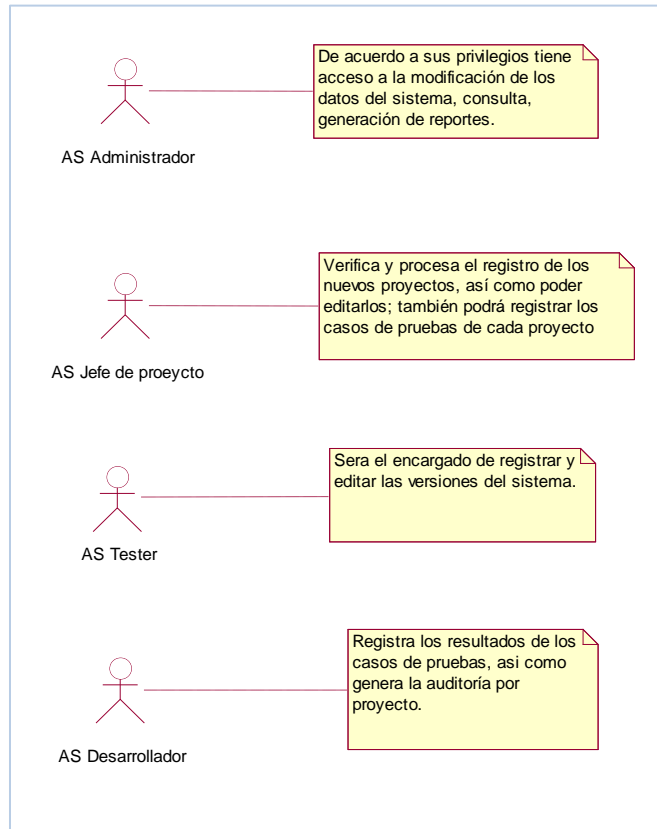 De acuerdo a sus privilegios tiene
acceso a la modificación de los
datos del sistema, consulta,
generación de reportes.
AS Administrador
Verifica y procesa el registro de los
nuevos proyectos, así como poder
editarlos; también podrá registrar los
casos de pruebas de cada proyecto
AS Jefe de proeycto
Sera el encargado de registrar y
editar las versiones del sistema.
AS Tester
Registra los resultados de los
casos de pruebas, asi como
genera la auditoría por
proyecto.
AS Desarrollador